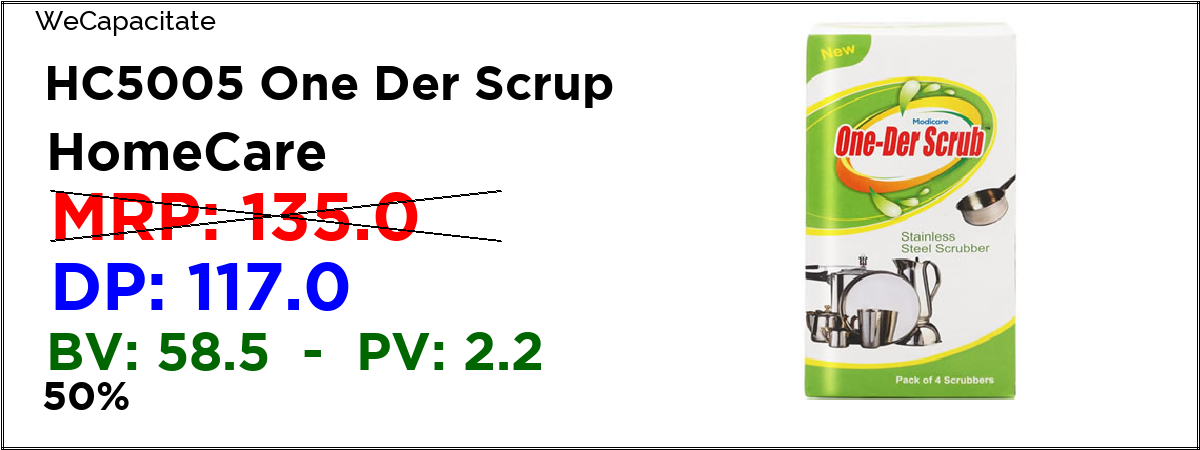 WeCapacitate
HC5005 One Der Scrup
HomeCare
MRP: 135.0
DP: 117.0
BV: 58.5 - PV: 2.2
50%
New
Modicare
One-Der Scrub
Stainless
Steel Scrubber
Pack of 4 Scrubbers